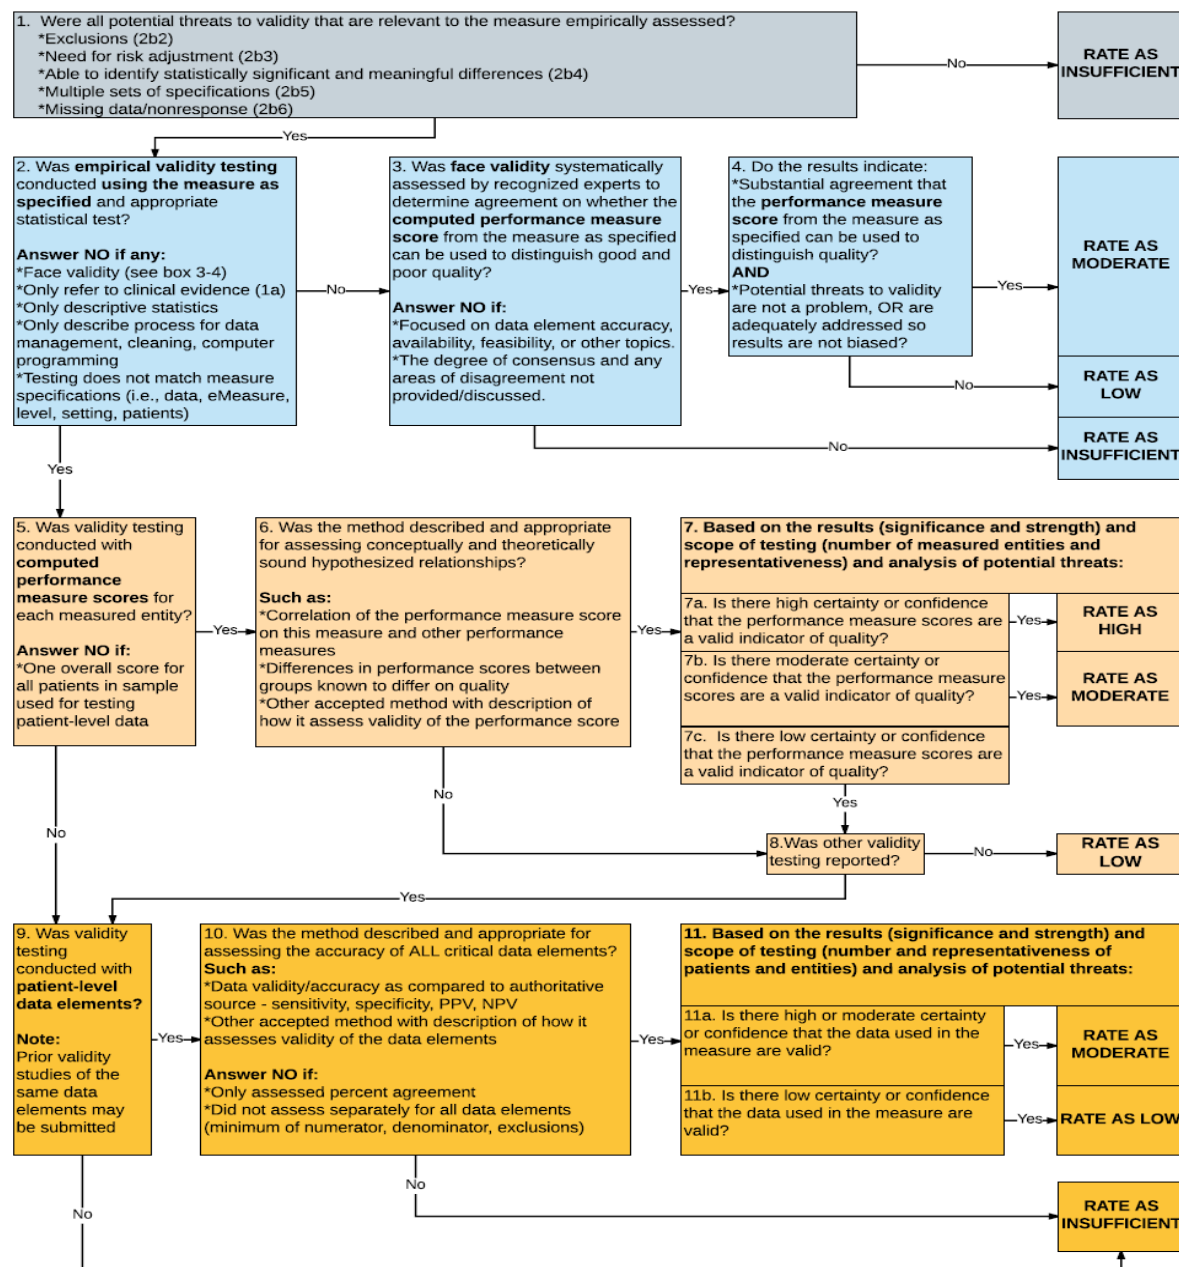 1.  Were all potential threats to validity that are relevant to the measure empirically assessed?
*Exclusions (2b2)
*Need for risk adjustment (2b3)
*Able to identify statistically significant and meaningful differences (2b4)
*Multiple sets of specifications (2b5)
*Missing data/nonresponse (2b6)
No
RATE AS
INSUFFICIENT
Yes
2. Was empirical validity testing
conducted using the measure as
specified and appropriate
statistical test?
Answer NO if any:
*Face validity (see box 3-4)
*Only refer to clinical evidence (1a)
*Only descriptive statistics
*Only describe process for data
management, cleaning, computer
programming
*Testing does not match measure
specifications (i.e., data, eMeasure,
level, setting, patients)
No
3. Was face validity systematically
assessed by recognized experts to
determine agreement on whether the
computed performance measure
score from the measure as specified
can be used to distinguish good and
poor quality?
Answer NO if:
*Focused on data element accuracy,
availability, feasibility, or other topics.
*The degree of consensus and any
areas of disagreement not
provided/discussed.
Yes
4. Do the results indicate:
*Substantial agreement that
the performance measure
score from the measure as
specified can be used to
distinguish quality?
AND
*Potential threats to validity
are not a problem, OR are
adequately addressed so
results are not biased?
Yes
RATE AS
MODERATE
No
RATE AS
LOW
No
RATE AS
INSUFFICIENT
Yes
5. Was validity testing
conducted with
computed
performance
measure scores for
each measured entity?
Answer NO if:
*One overall score for
all patients in sample
used for testing
patient-level data
Yes
6. Was the method described and appropriate
for assessing conceptually and theoretically
sound hypothesized relationships?
Such as:
*Correlation of the performance measure score
on this measure and other performance
measures
*Differences in performance scores between
groups known to differ on quality
*Other accepted method with description of
how it assess validity of the performance score
Yes
7. Based on the results (significance and strength) and
scope of testing (number of measured entities and
representativeness) and analysis of potential threats:
7a. Is there high certainty or confidence
that the performance measure scores are
a valid indicator of quality?
Yes
RATE AS
HIGH
7b. Is there moderate certainty or
confidence that the performance measure
scores are a valid indicator of quality?
Yes
RATE AS
MODERATE
7c.  Is there low certainty or confidence
that the performance measure scores are
a valid indicator of quality?
Yes
No
No
8.Was other validity
testing reported?
No
RATE AS
LOW
Yes
9. Was validity
testing
conducted with
patient-level
data elements?
Note:
Prior validity
studies of the
same data
elements may
be submitted
Yes
10. Was the method described and appropriate for
assessing the accuracy of ALL critical data elements?
Such as:
*Data validity/accuracy as compared to authoritative
source - sensitivity, specificity, PPV, NPV
*Other accepted method with description of how it
assesses validity of the data elements
Answer NO if:
*Only assessed percent agreement
*Did not assess separately for all data elements
(minimum of numerator, denominator, exclusions)
Yes
11. Based on the results (significance and strength) and
scope of testing (number and representativeness of
patients and entities) and analysis of potential threats:
11a. Is there high or moderate certainty
or confidence that the data used in the
measure are valid?
Yes
RATE AS
MODERATE
11b. Is there low certainty or confidence
that the data used in the measure are
valid?
Yes
RATE AS LOW
No
No
RATE AS
INSUFFICIENT